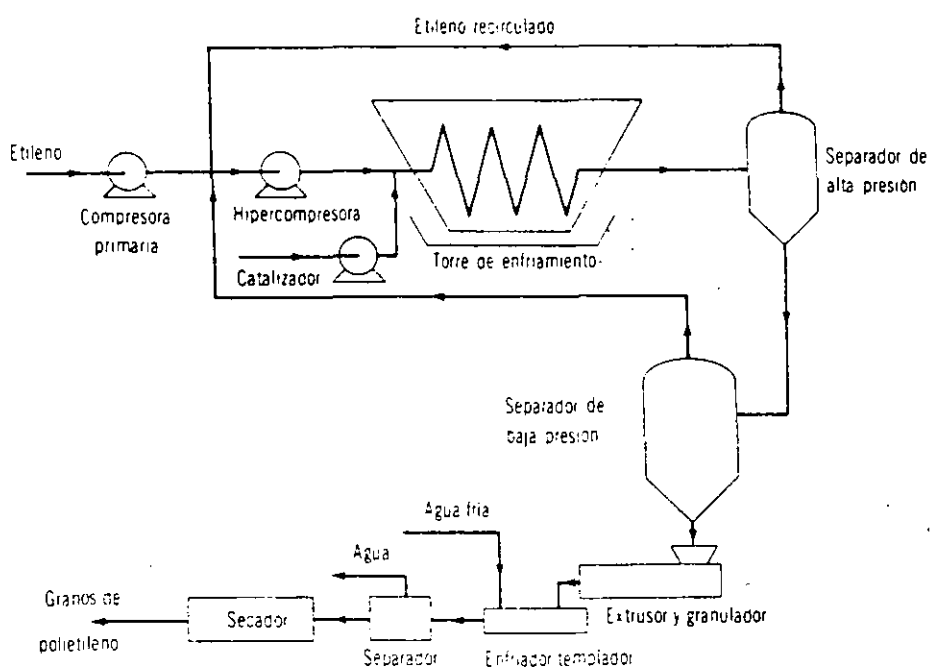 Etileno recirculado
Etileno
Compresora
primaria
Hipercompresora
Catalizador
Torre de enfriamiento
Separador de
alta presión
Separador de
baja presión
Agua fria
Agua
Granos de
polietileno
Secador
Separador
Enfriador templador
Extrusor y granulador